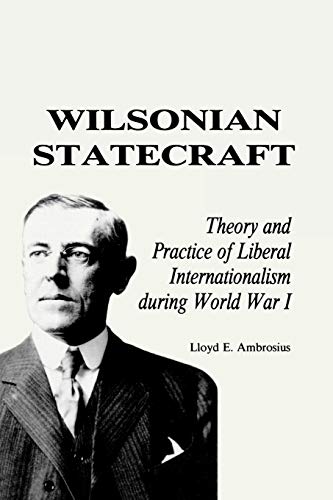 WILSONIAN
STATECRAFT
Theory and
Practice of Liberal
Internationalism
during World War I
Lloyd E. Ambrosius